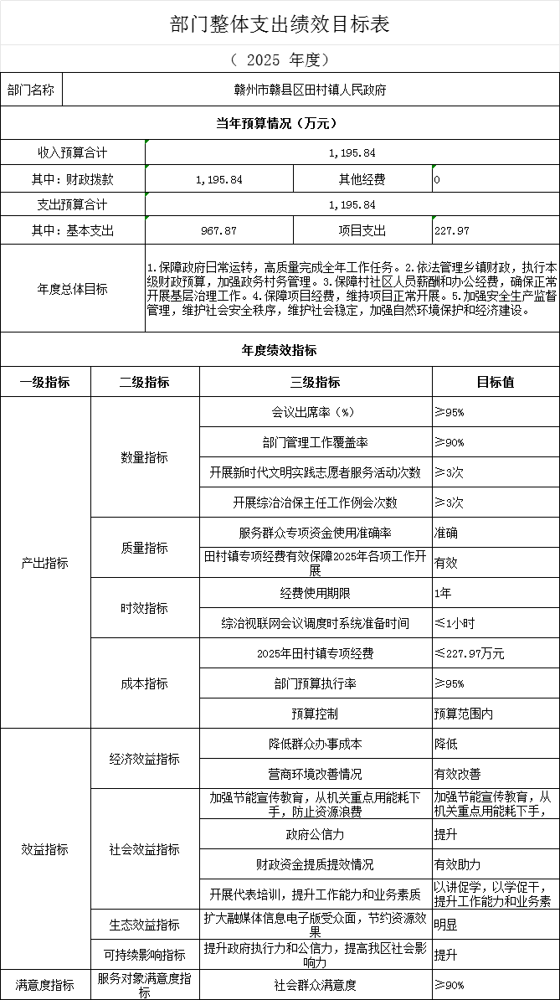 部门整体支出绩效目标表
（ 2025 年度）
部门名称 赣州市赣县区田村镇人民政府
当年预算情况（万元）
收入预算合计 1,195.84
其中：财政拨款 1,195.84 其他经费 0
支出预算合计 1,195.84
其中：基本支出 967.87 项目支出 227.97
年度总体目标
1.保障政府日常运转，高质量完成全年工作任务。2.依法管理乡镇财政，执行本
级财政预算，加强政务村务管理。3.保障村社区人员薪酬和办公经费，确保正常
开展基层治理工作。4.保障项目经费，维持项目正常开展。5.加强安全生产监督
管理，维护社会安全秩序，维护社会稳定，加强自然环境保护和经济建设。
年度绩效指标
一级指标 二级指标 三级指标 目标值
产出指标
数量指标
会议出席率（%） ≥95%
部门管理工作覆盖率 ≥90%
开展新时代文明实践志愿者服务活动次数 ≥3次
开展综治治保主任工作例会次数 ≥3次
质量指标
服务群众专项资金使用准确率 准确
田村镇专项经费有效保障2025年各项工作开
展
有效
时效指标
经费使用期限 1年
综治视联网会议调度时系统准备时间 ≤1小时
成本指标
2025年田村镇专项经费 ≤227.97万元
部门预算执行率 ≥95%
预算控制 预算范围内
效益指标
经济效益指标
降低群众办事成本 降低
营商环境改善情况 有效改善
社会效益指标
加强节能宣传教育，从机关重点用能耗下
手，防止资源浪费
加强节能宣传教育，从
机关重点用能耗下手，
政府公信力 提升
财政资金提质提效情况 有效助力
开展代表培训，提升工作能力和业务素质
以讲促学，以学促干，
提升工作能力和业务素
生态效益指标
扩大融媒体信息电子版受众面，节约资源效
果
明显
可持续影响指标
提升政府执行力和公信力，提高我区社会影
响力
提升
满意度指标
服务对象满意度指
标
社会群众满意度 ≥90%